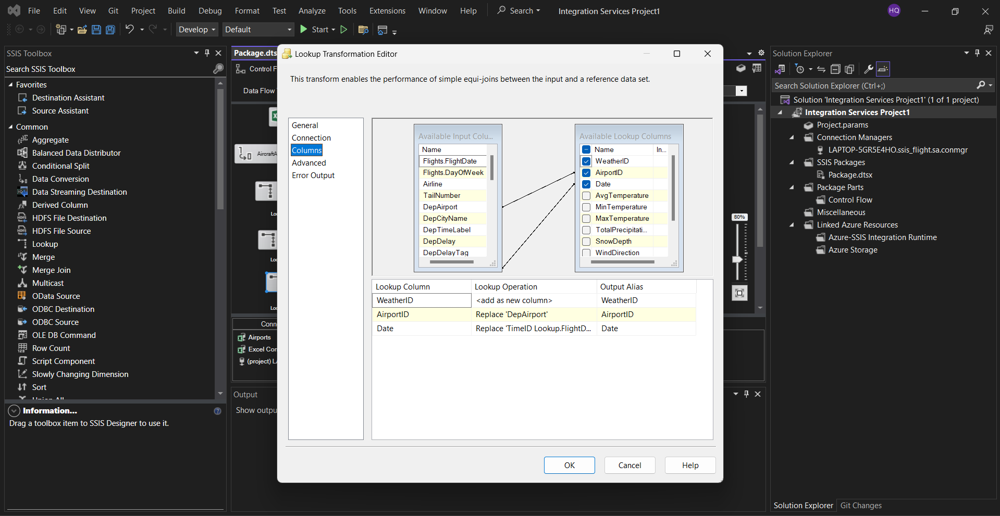 File Edit View Git Project Build Debug Format Test Analyze Tools Extensions Window Help Search Integration Services Project1 HQ
Develop Default Start
SSIS Toolbox
Search SSIS Toolbox
Favorites
Destination Assistant
Source Assistant
Common
Aggregate
Balanced Data Distributor
Conditional Split
Data Conversion
Data Streaming Destination
Derived Column
HDFS File Destination
HDFS File Source
Lookup
Merge
Merge Join
Multicast
OData Source
ODBC Destination
ODBC Source
OLE DB Command
Row Count
Script Component
Slowly Changing Dimension
Sort
Union All
Information...
Drag a toolbox item to SSIS Designer to use it.
Package.dts
Control F
Data Flow
AircraftA
Lo
Lo
Lo
Conn
Airports
Excel Con
(project) LA
80%
Output
Show outpu
Lookup Transformation Editor
This transform enables the performance of simple equi-joins between the input and a reference data set.
General
Connection
Columns
Advanced
Error Output
Available Input Colu...
Name
Flights.FlightDate
Flights.DayOfWeek
Airline
TailNumber
DepAirport
DepCityName
DepTimeLabel
DepDelay
DepDelayTag
Available Lookup Columns
Name In...
WeatherID
AirportID
Date
AvgTemperature
MinTemperature
MaxTemperature
TotalPrecipitati...
SnowDepth
WindDirection
Lookup Column Lookup Operation Output Alias
WeatherID <add as new column> WeatherID
AirportID Replace 'DepAirport' AirportID
Date Replace 'TimeID Lookup.FlightD... Date
OK Cancel Help
Solution Explorer
Search Solution Explorer (Ctrl+;)
Solution 'Integration Services Project1' (1 of 1 project)
Integration Services Project1
Project.params
Connection Managers
LAPTOP-5GR5E4HO.ssis_flight.sa.conmgr
SSIS Packages
Package.dtsx
Package Parts
Control Flow
Miscellaneous
Linked Azure Resources
Azure-SSIS Integration Runtime
Azure Storage
Solution Explorer Git Changes